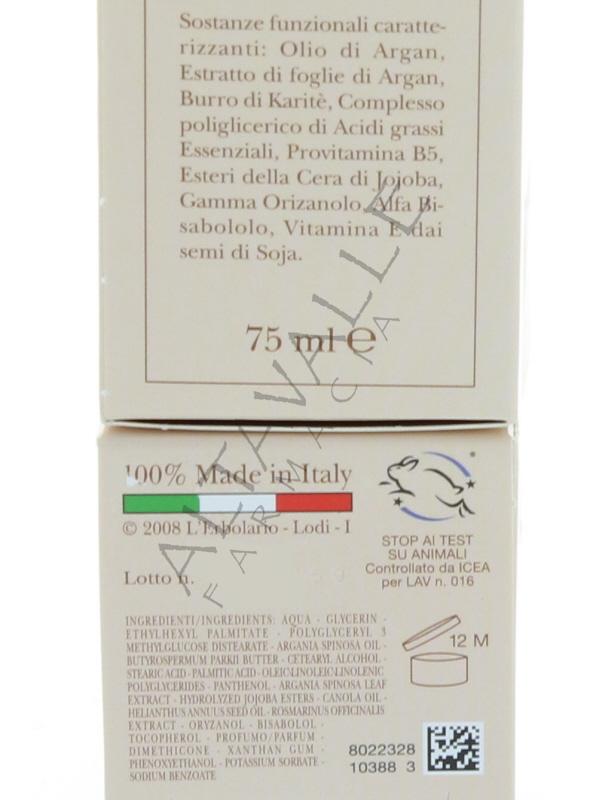 Sostanze funzionali caratte-
rizzanti: Olio di Argan,
Estratto di foglie di Argan,
Burro di Karitè, Complesso
poliglicerico di Acidi grassi
Essenziali, Provitamina B5,
Esteri della Cera di Jojoba,
Gamma Orizanolo, Alfa Bi-
sabololo, Vitamina E dai
semi di Soja.
75 ml ℮
ALTAVALLE
FARMACIA
100% Made in Italy
© 2008 L'Erbolario - Lodi - I
Lotto n.
STOP AI TEST
SU ANIMALI
Controllato da ICEA
per LAV n. 016
INGREDIENTI/INGREDIENTS: AQUA - GLYCERIN -
ETHYLHEXYL PALMITATE - POLYGLYCERYL 3
METHYLGLUCOSE DISTEARATE - ARGANIA SPINOSA OIL -
BUTYROSPERMUM PARKII BUTTER - CETEARYL ALCOHOL -
STEARIC ACID - PALMITIC ACID - OLEIC-LINOLEIC-LINOLENIC
POLYGLYCERIDES - PANTHENOL - ARGANIA SPINOSA LEAF
EXTRACT - HYDROLYZED JOJOBA ESTERS - CANOLA OIL -
HELIANTHUS ANNUUS SEED OIL - ROSMARINUS OFFICINALIS
EXTRACT - ORYZANOL - BISABOLOL -
TOCOPHEROL - PROFUMO/PARFUM -
DIMETHICONE - XANTHAN GUM -
PHENOXYETHANOL - POTASSIUM SORBATE -
SODIUM BENZOATE
12 M
8022328
10388 3